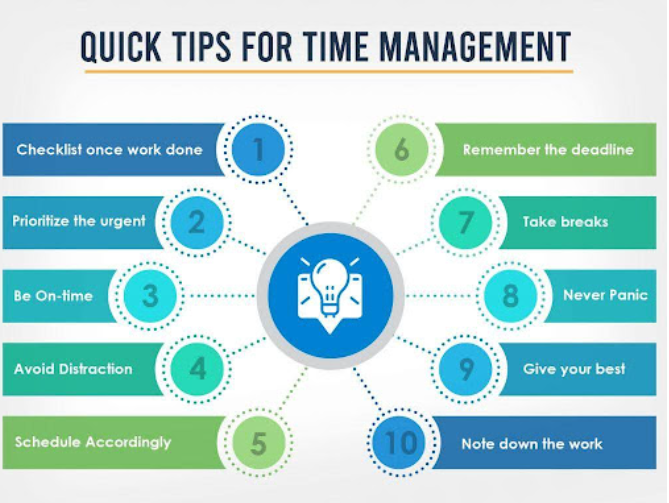 QUICK TIPS FOR TIME MANAGEMENT
Checklist once work done
1
Prioritize the urgent
2
Be On-time
3
Avoid Distraction
4
Schedule Accordingly
5
6
Remember the deadline
7
Take breaks
8
Never Panic
9
Give your best
10
Note down the work